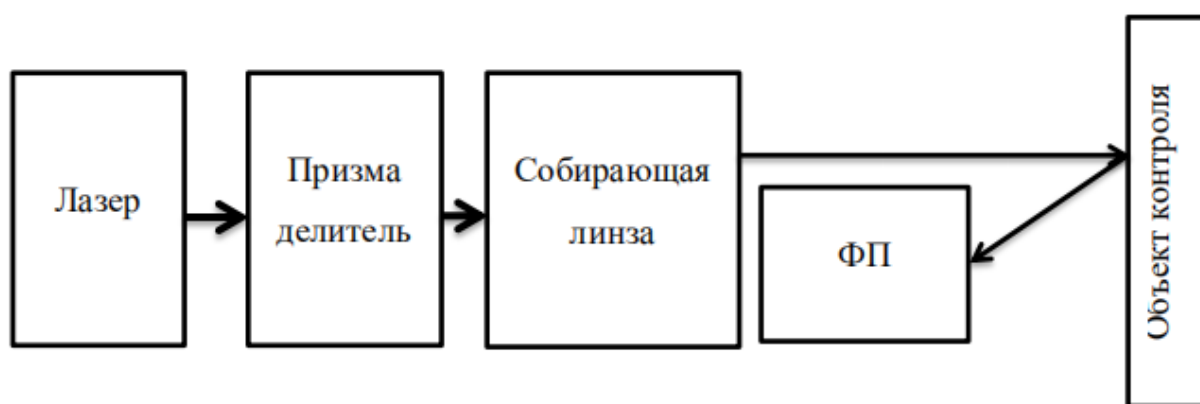 Лазер
Призма
делитель
Собирающая
линза
ФП
Объект контроля